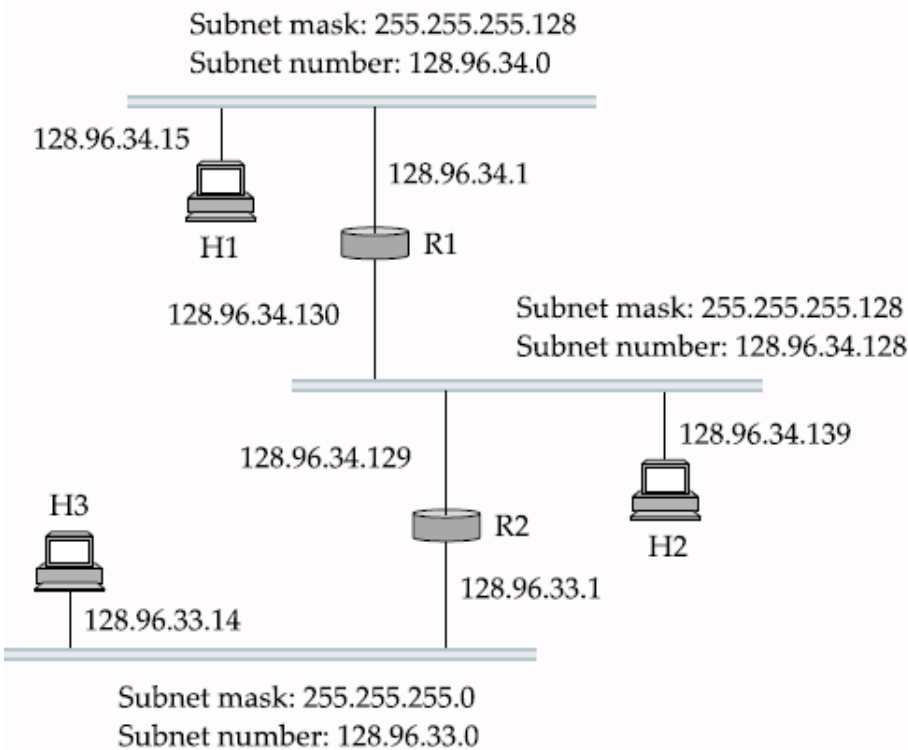 Subnet mask: 255.255.255.128
Subnet number: 128.96.34.0
128.96.34.15
128.96.34.1
H1
R1
128.96.34.130
Subnet mask: 255.255.255.128
Subnet number: 128.96.34.128
128.96.34.139
128.96.34.129
H3
R2
H2
128.96.33.1
128.96.33.14
Subnet mask: 255.255.255.0
Subnet number: 128.96.33.0